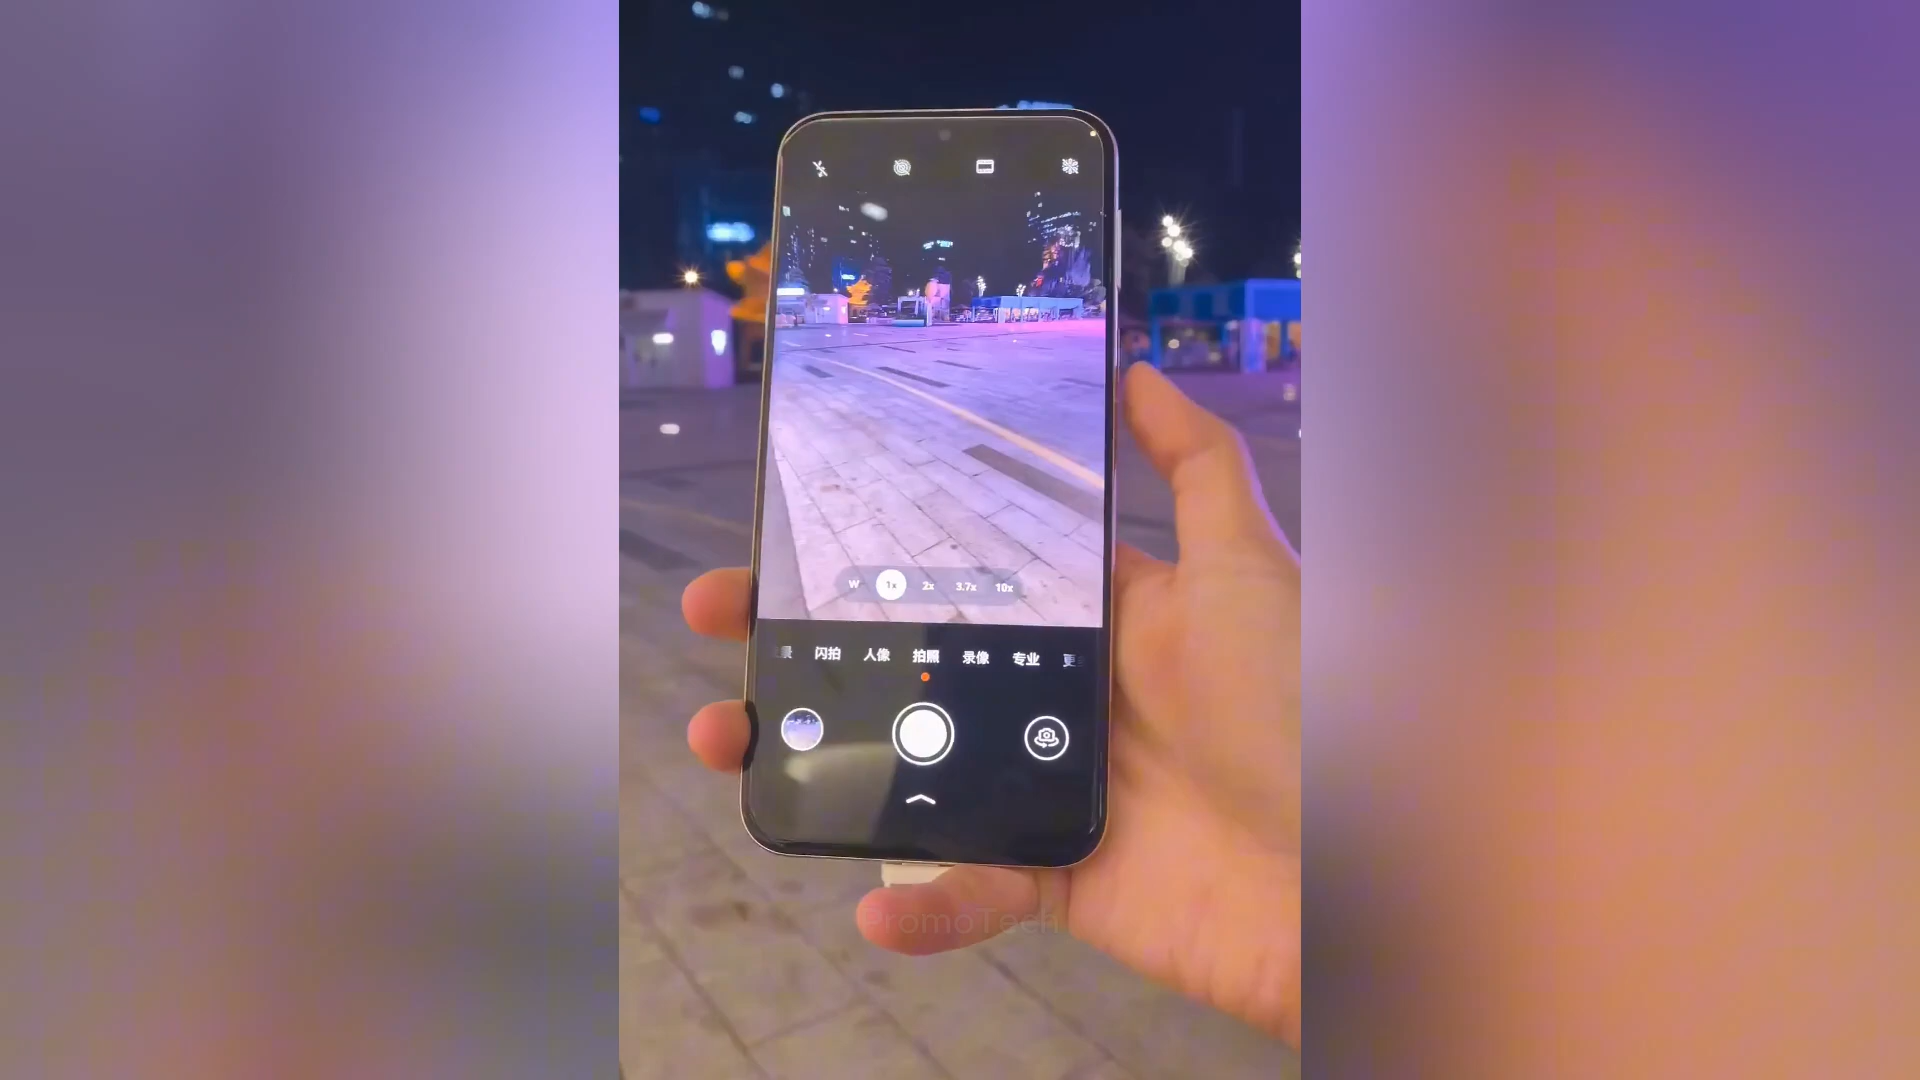 W 1x 2x 3.7x 10x
闪拍 人像 拍照 录像 专业
PromoTech